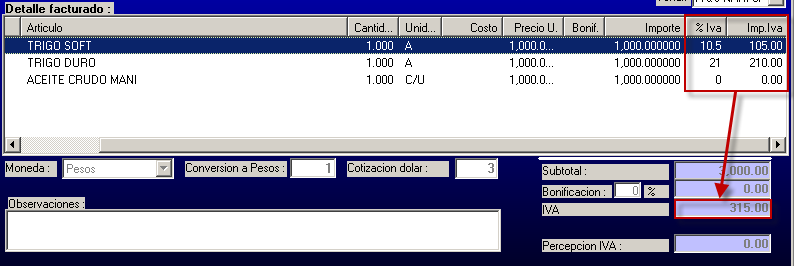 Detalle facturado :
Articulo Cantid... Unid... Costo Precio U. Bonif. Importe % Iva Imp.Iva
TRIGO SOFT 1.000 A 1,000.0... 1,000.000000 10.5 105.00
TRIGO DURO 1.000 A 1,000.0... 1,000.000000 21 210.00
ACEITE CRUDO MANI 1.000 C/U 1,000.0... 1,000.000000 0 0.00
Moneda : Pesos Conversion a Pesos : 1 Cotizacion dolar : 3
Subtotal : 3,000.00
Bonificacion : 0 % 0.00
Observaciones :
IVA 315.00
Percepcion IVA : 0.00